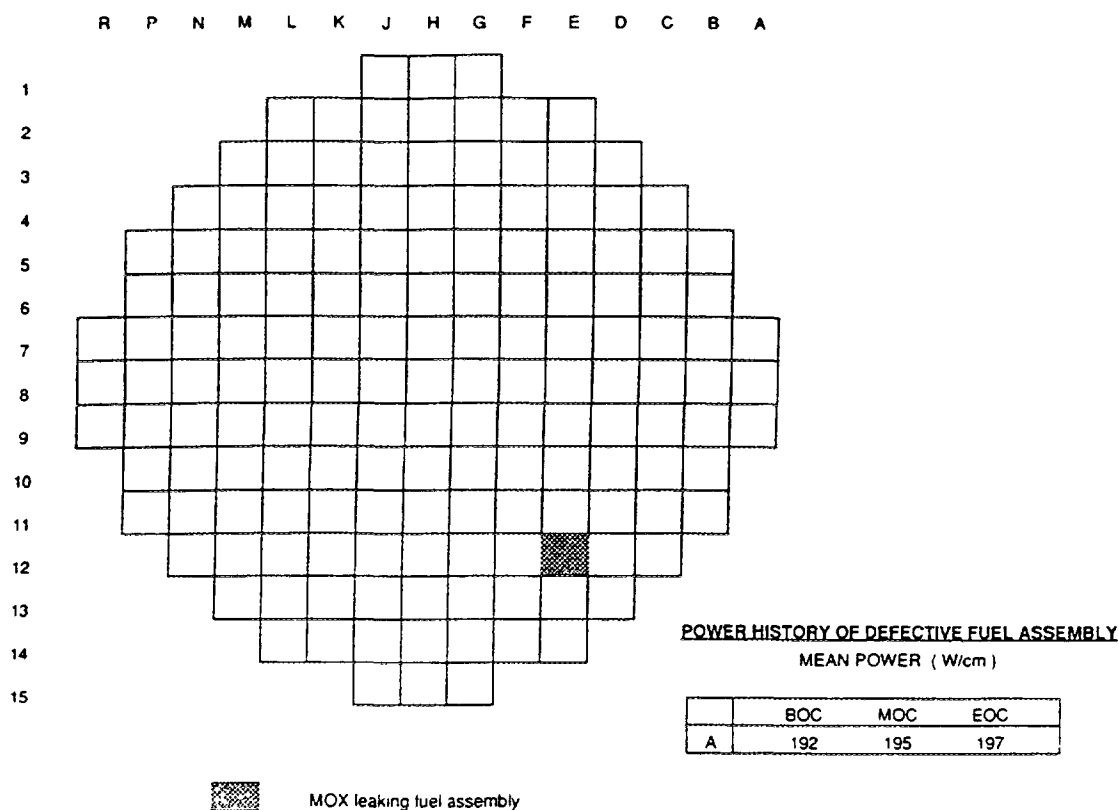 R P N M L K J H G F E D C B A
1
2
3
4
5
6
7
8
9
10
11
12
13
14
15
POWER HISTORY OF DEFECTIVE FUEL ASSEMBLY
MEAN POWER ( W/cm )
BOC MOC EOC
A 192 195 197
MOX leaking fuel assembly